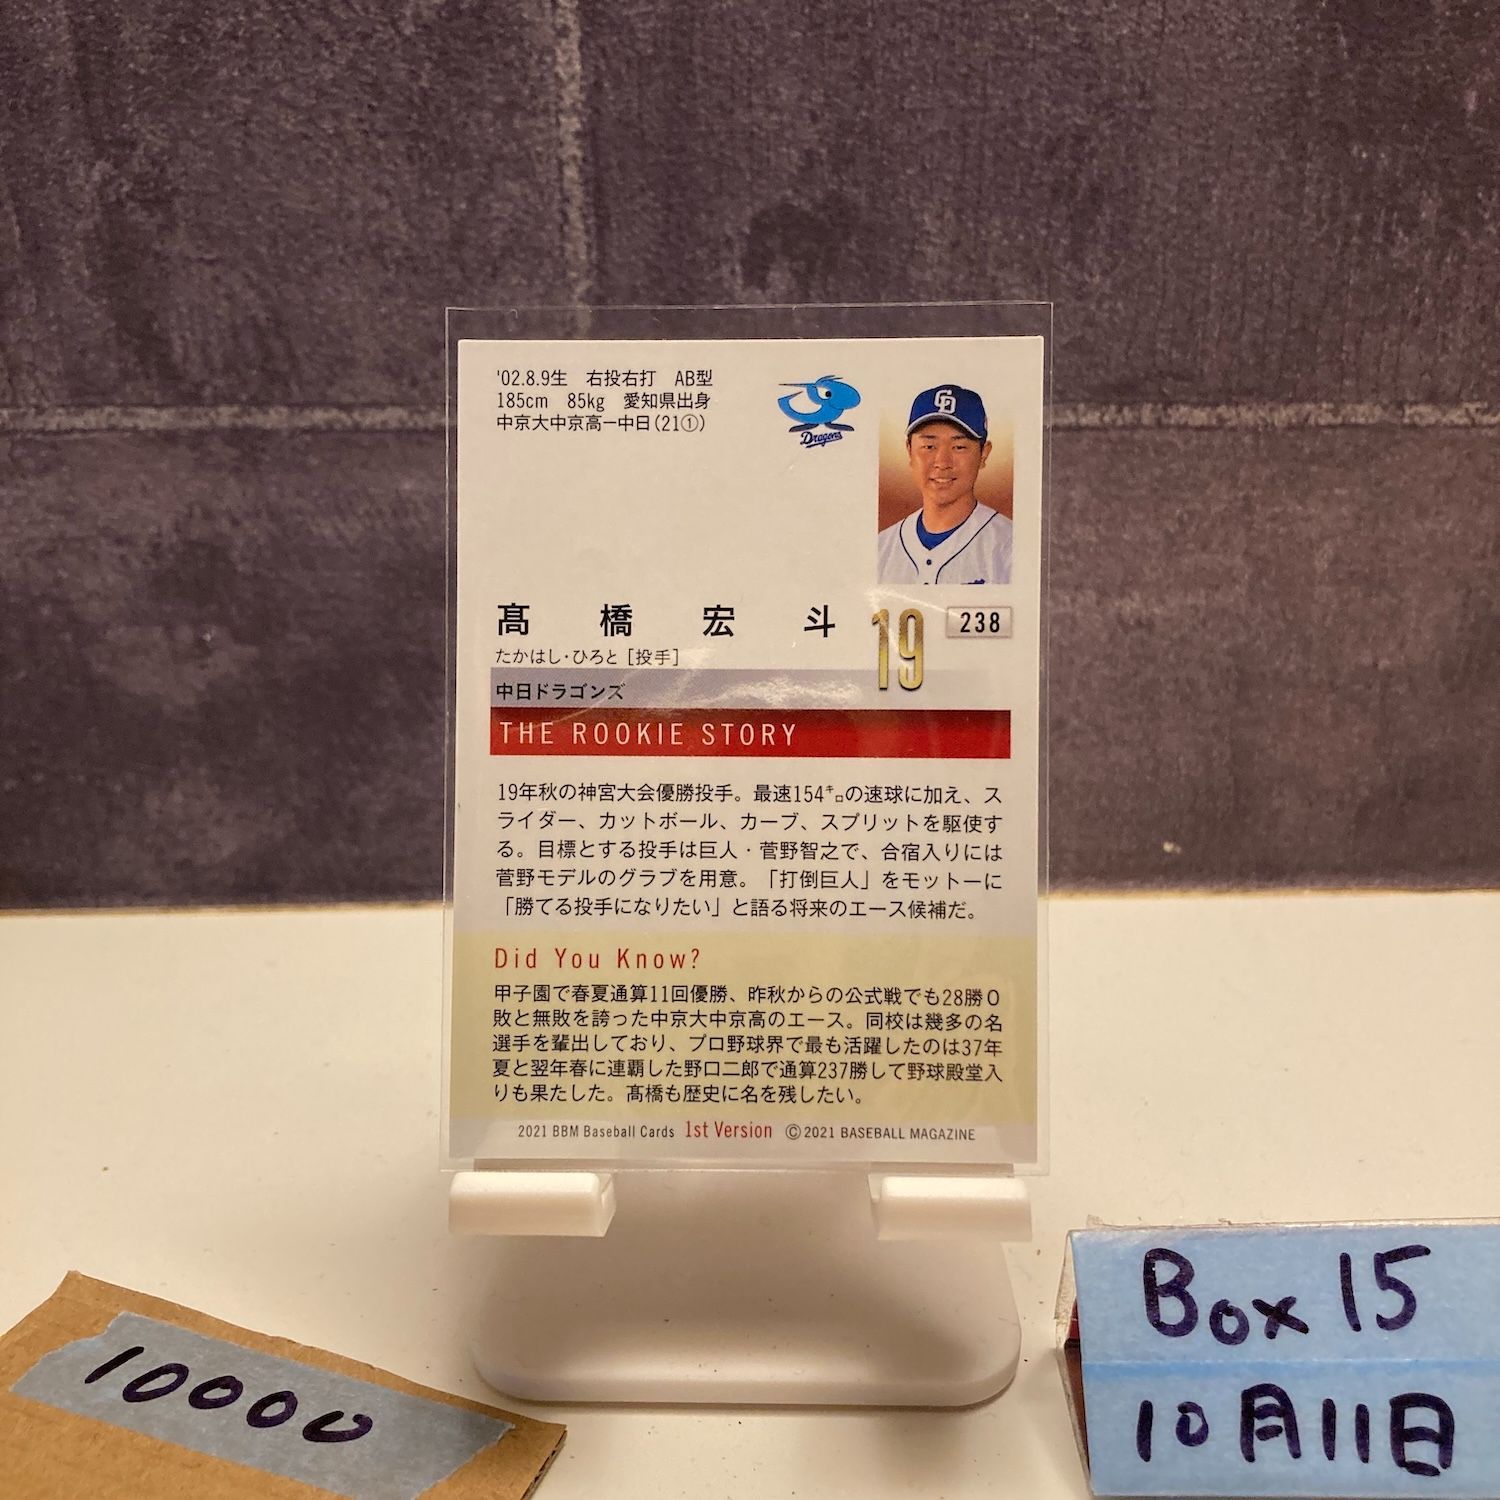 '02.8.9生　右投右打　AB型
185cm　85kg　愛知県出身
中京大中京高ー中日(21①)
Dragons
CD
髙橋宏斗
19
238
たかはし・ひろと［投手］
中日ドラゴンズ
THE ROOKIE STORY
19年秋の神宮大会優勝投手。最速154㌔の速球に加え、ス
ライダー、カットボール、カーブ、スプリットを駆使す
る。目標とする投手は巨人・菅野智之で、合宿入りには
菅野モデルのグラブを用意。「打倒巨人」をモットーに
「勝てる投手になりたい」と語る将来のエース候補だ。
Did You Know?
甲子園で春夏通算11回優勝、昨秋からの公式戦でも28勝0
敗と無敗を誇った中京大中京高のエース。同校は幾多の名
選手を輩出しており、プロ野球界で最も活躍したのは37年
夏と翌年春に連覇した野口二郎で通算237勝して野球殿堂入
りも果たした。髙橋も歴史に名を残したい。
2021 BBM Baseball Cards 1st Version ©2021 BASEBALL MAGAZINE
10000
Box 15
10月11日